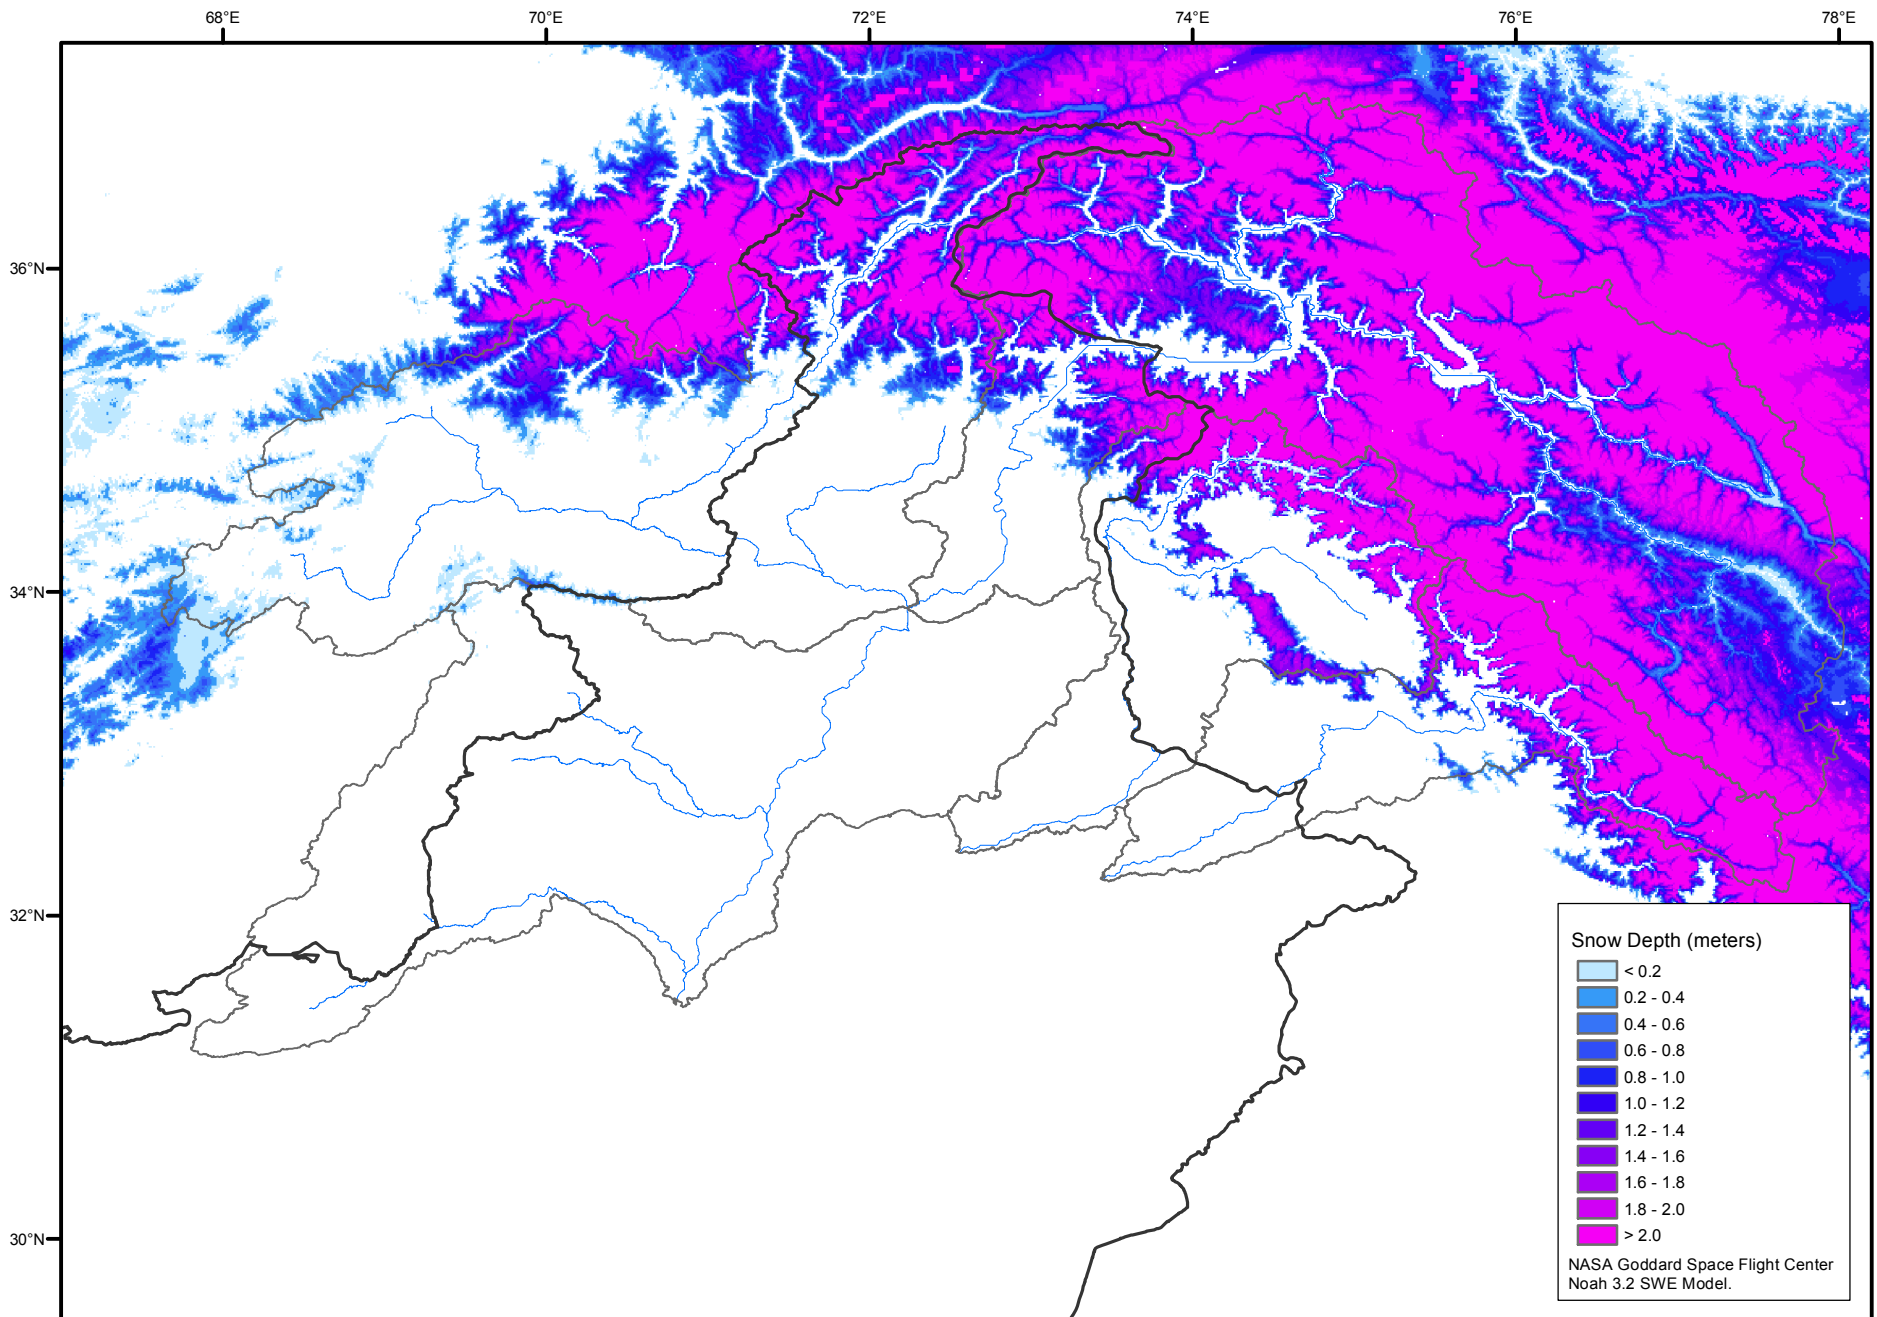 68°E 70°E 72°E 74°E 76°E 78°E
36°N
34°N
32°N
30°N
Snow Depth (meters)
< 0.2
0.2 - 0.4
0.4 - 0.6
0.6 - 0.8
0.8 - 1.0
1.0 - 1.2
1.2 - 1.4
1.4 - 1.6
1.6 - 1.8
1.8 - 2.0
> 2.0
NASA Goddard Space Flight Center
Noah 3.2 SWE Model.